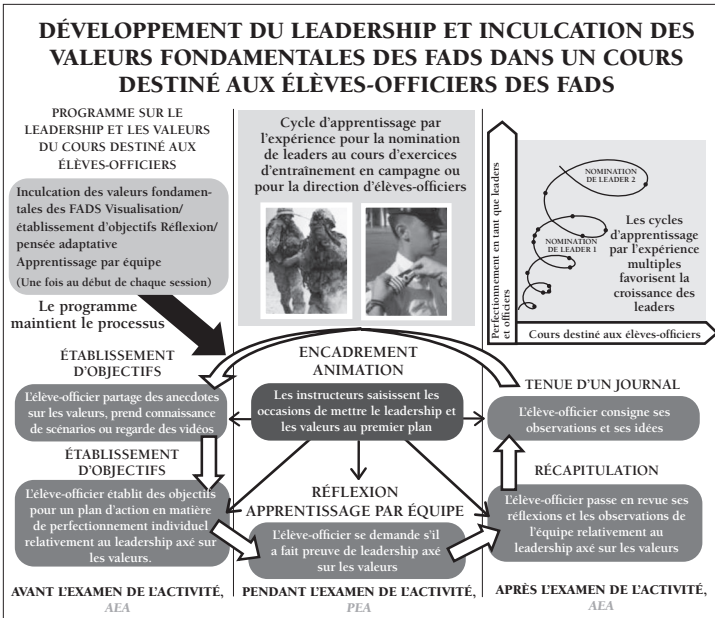 DÉVELOPPEMENT DU LEADERSHIP ET INCULCATION DES
VALEURS FONDAMENTALES DES FADS DANS UN COURS
DESTINÉ AUX ÉLÈVES-OFFICIERS DES FADS
PROGRAMME SUR LE
LEADERSHIP ET LES VALEURS
DU COURS DESTINÉ AUX
ÉLÈVES-OFFICIERS
Inculcation des valeurs fondamen-
tales des FADS Visualisation/
établissement d'objectifs Réflexion/
pensée adaptative
Apprentissage par équipe
(Une fois au début de chaque session)
Le programme
maintient le processus
Cycle d'apprentissage par
l'expérience pour la nomination
de leaders au cours d'exercices
d'entraînement en campagne ou
pour la direction d'élèves-officiers
Perfectionnement en tant que leaders
et officiers
NOMINATION
DE LEADER 2
NOMINATION
DE LEADER 1
Les cycles
d'apprentissage
par l'expérience
multiples
favorisent la
croissance des
leaders
Cours destiné aux élèves-officiers
ÉTABLISSEMENT
D'OBJECTIFS
L'élève-officier partage des anecdotes
sur les valeurs, prend connaissance
de scénarios ou regarde des vidéos
ÉTABLISSEMENT
D'OBJECTIFS
L'élève-officier établit des objectifs
pour un plan d'action en matière
de perfectionnement individuel
relativement au leadership axé sur
les valeurs.
AVANT L'EXAMEN DE L'ACTIVITÉ,
AEA
ENCADREMENT
ANIMATION
Les instructeurs saisissent les
occasions de mettre le leadership et
les valeurs au premier plan
RÉFLEXION
APPRENTISSAGE PAR ÉQUIPE
L'élève-officier se demande s'il
a fait preuve de leadership axé
sur les valeurs
PENDANT L'EXAMEN DE L'ACTIVITÉ,
PEA
TENUE D'UN JOURNAL
L'élève-officier consigne ses
observations et ses idées
RÉCAPITULATION
L'élève-officier passe en revue ses
réflexions et les observations de
l'équipe relativement au
leadership axé sur les valeurs
APRÈS L'EXAMEN DE L'ACTIVITÉ,
AEA